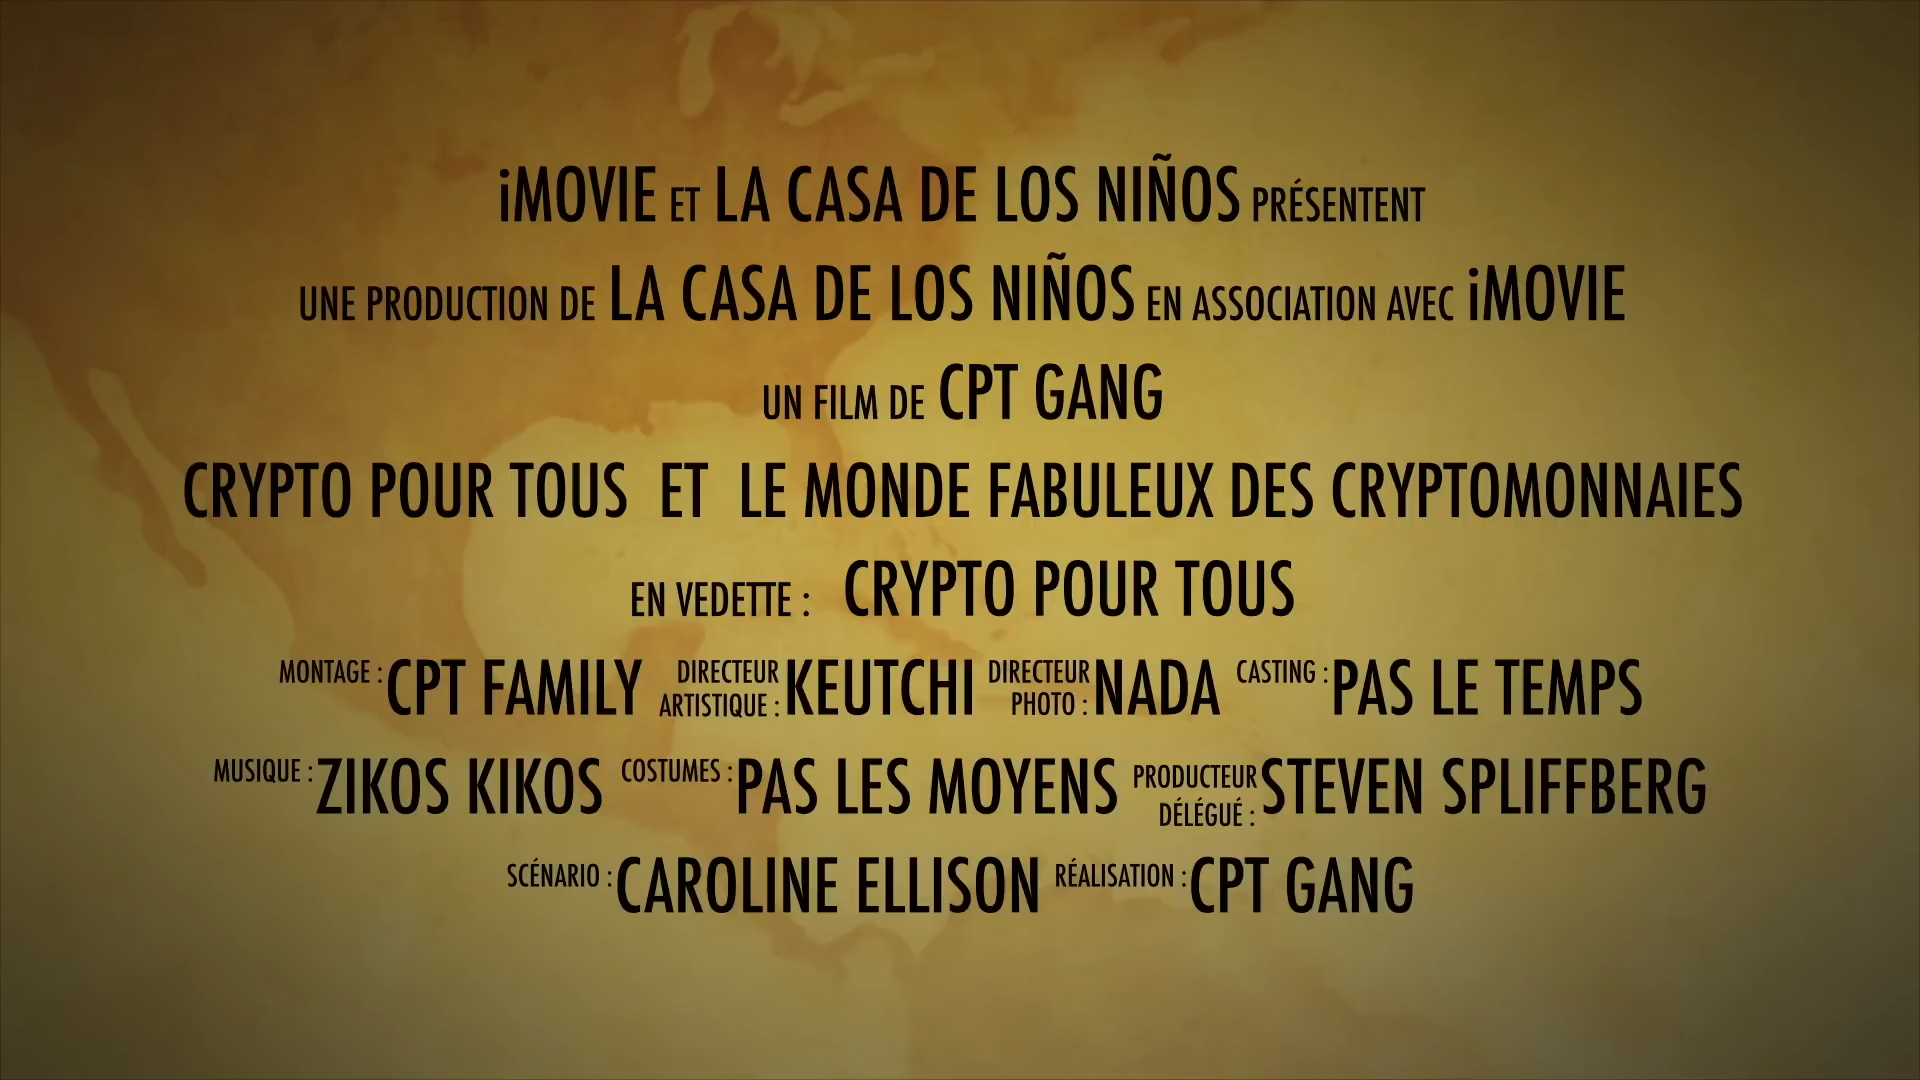 iMOVIE ET LA CASA DE LOS NIÑOS PRÉSENTENT
UNE PRODUCTION DE LA CASA DE LOS NIÑOS EN ASSOCIATION AVEC iMOVIE
UN FILM DE CPT GANG
CRYPTO POUR TOUS ET LE MONDE FABULEUX DES CRYPTOMONNAIES
EN VEDETTE : CRYPTO POUR TOUS
MONTAGE : CPT FAMILY DIRECTEUR ARTISTIQUE : KEUTCHI DIRECTEUR PHOTO : NADA CASTING : PAS LE TEMPS
MUSIQUE : ZIKOS KIKOS COSTUMES : PAS LES MOYENS PRODUCTEUR DÉLÉGUÉ : STEVEN SPLIFFBERG
SCÉNARIO : CAROLINE ELLISON RÉALISATION : CPT GANG